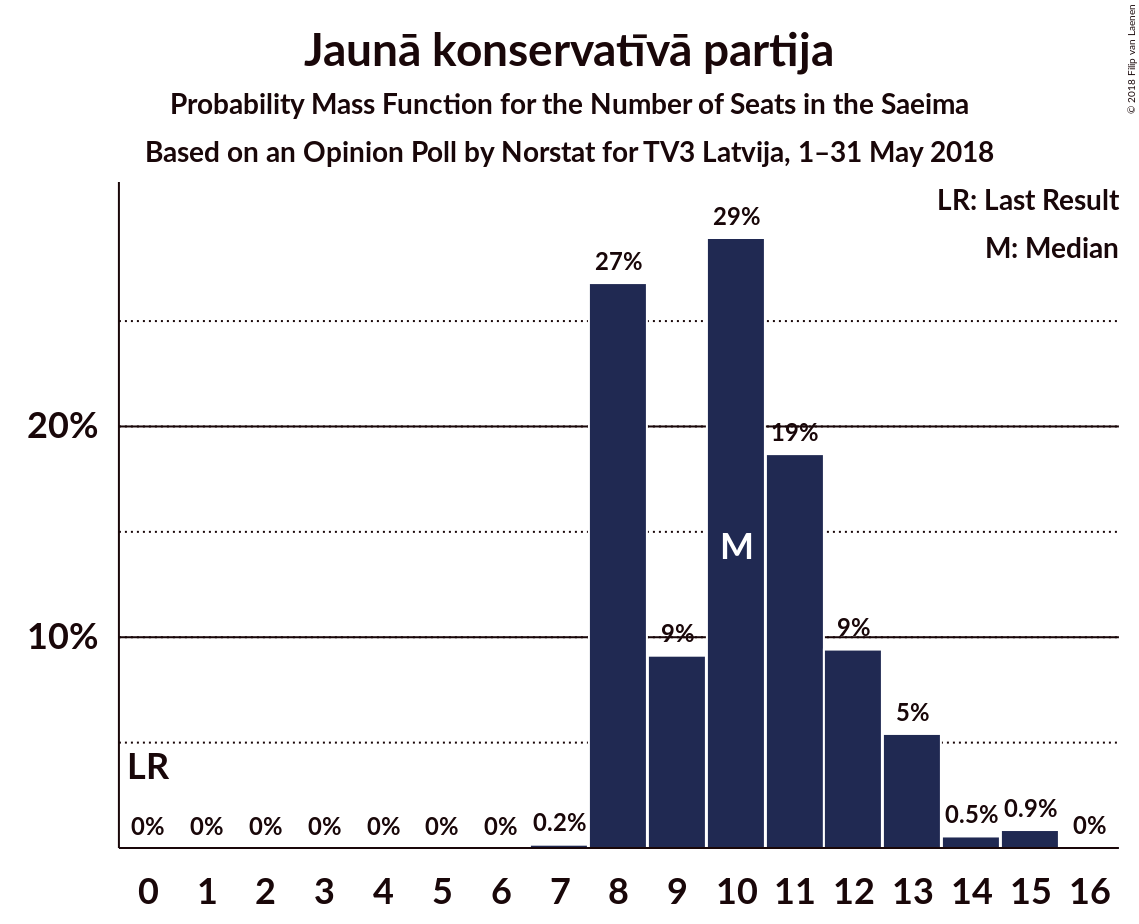 Jaunā konservatīvā partija
Probability Mass Function for the Number of Seats in the Saeima
Based on an Opinion Poll by Norstat for TV3 Latvija, 1–31 May 2018
© 2018 Filip van Laenen
LR: Last Result
M: Median
29%
27%
20%
19%
M
10%
9%
9%
5%
LR
0% 0% 0% 0% 0% 0% 0% 0.2% 0.5% 0.9% 0%
0 1 2 3 4 5 6 7 8 9 10 11 12 13 14 15 16